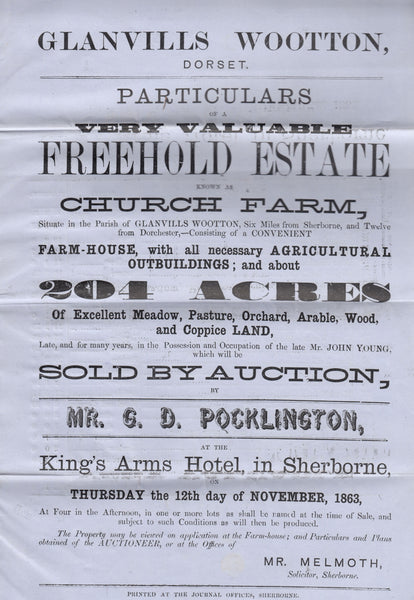 GLANVILLS WOOTTON,
DORSET.
PARTICULARS
OF A
VERY VALUABLE
FREEHOLD ESTATE
KNOWN AS
CHURCH FARM,
Situate in the Parish of GLANVILLS WOOTTON, Six Miles from Sherborne, and Twelve
from Dorchester,—Consisting of a CONVENIENT
FARM-HOUSE, with all necessary AGRICULTURAL
OUTBUILDINGS; and about
204 ACRES
Of Excellent Meadow, Pasture, Orchard, Arable, Wood,
and Coppice LAND,
Late, and for many years, in the Possession and Occupation of the late Mr. JOHN YOUNG,
which will be
SOLD BY AUCTION,
BY
MR. G. D. POCKLINGTON,
AT THE
King's Arms Hotel, in Sherborne,
ON
THURSDAY the 12th day of NOVEMBER, 1863,
At Four in the Afternoon, in one or more lots as shall be named at the time of Sale, and
subject to such Conditions as will then be produced.
The Property may be viewed on application at the Farm-house; and Particulars and Plans
obtained of the AUCTIONEER, or at the Offices of
MR. MELMOTH,
Solicitor, Sherborne.
PRINTED AT THE JOURNAL OFFICES, SHERBORNE.